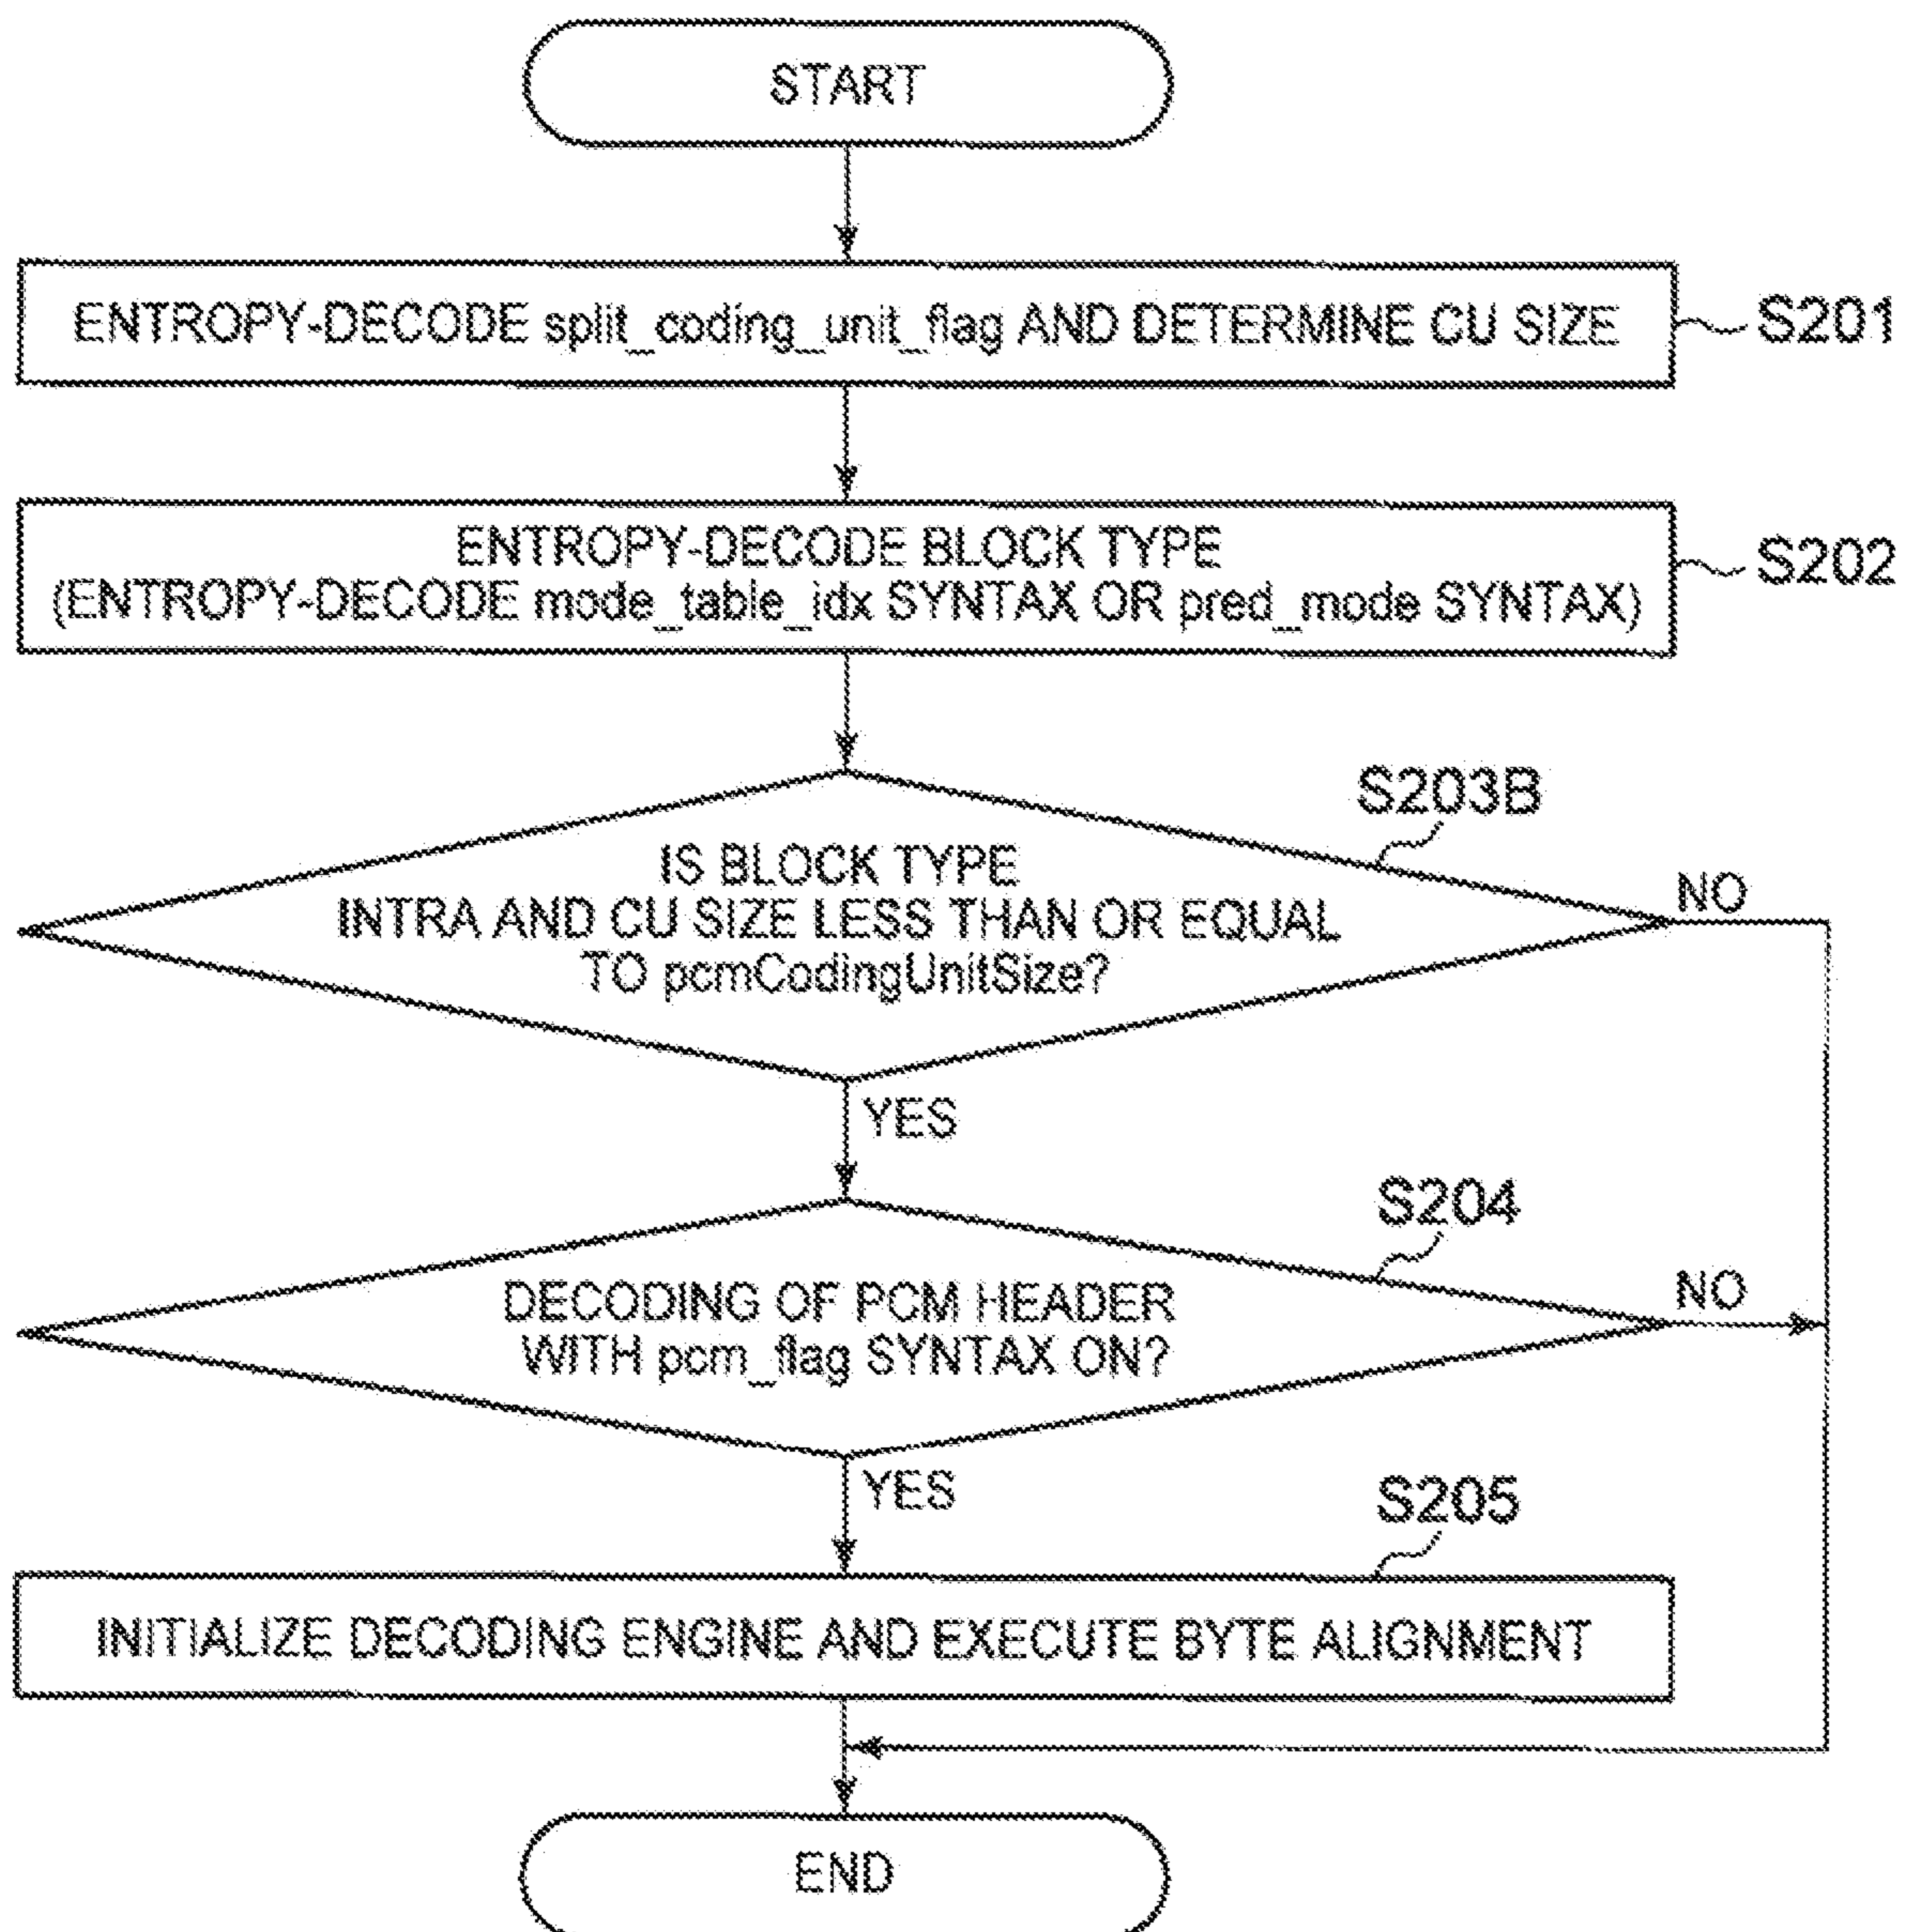 START
ENTROPY-DECODE split_coding_unit_flag AND DETERMINE CU SIZE
S201
ENTROPY-DECODE BLOCK TYPE
S202
(ENTROPY-DECODE mode_table_idx SYNTAX OR pred_mode SYNTAX)
S203B
IS BLOCK TYPE
NO
INTRA AND CU SIZE LESS THAN OR EQUAL
TO pcmCodingUnitSize?
YES
S204
DECODING OF PCM HEADER
NO
WITH pcm_flag SYNTAX ON?
YES
S205
INITIALIZE DECODING ENGINE AND EXECUTE BYTE ALIGNMENT
END